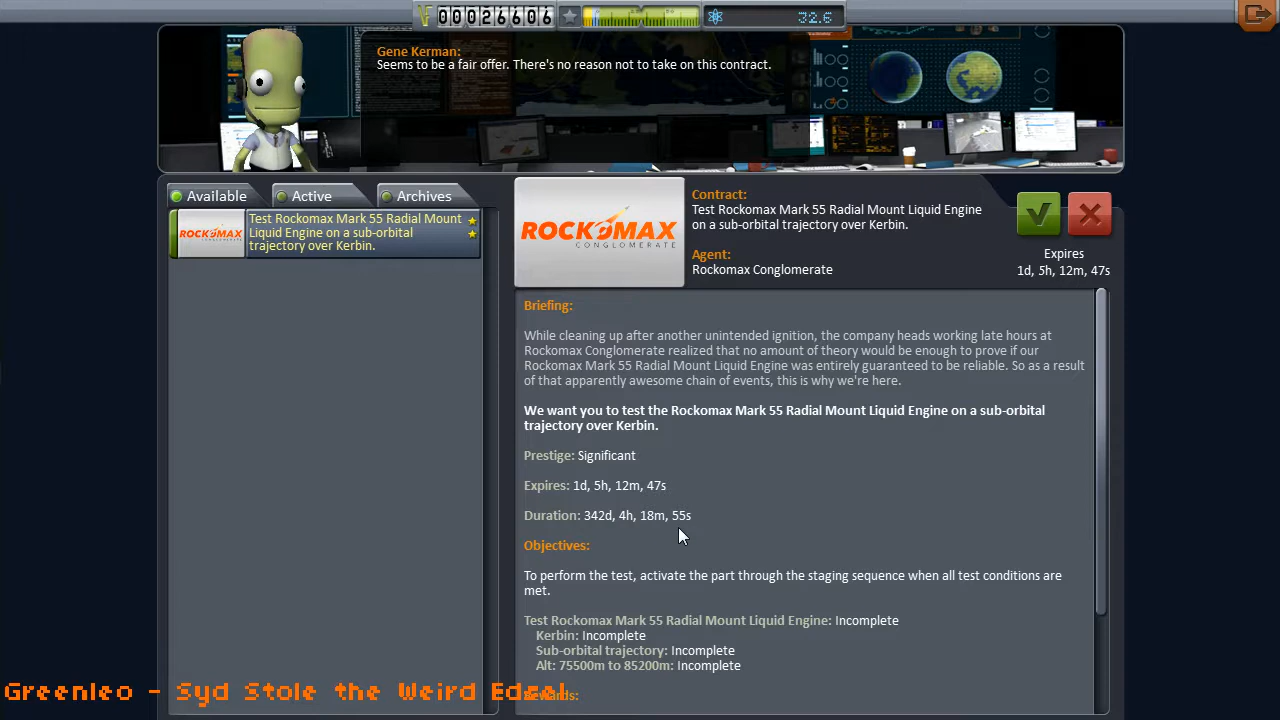 00026606
32.6
Gene Kerman:
Seems to be a fair offer. There's no reason not to take on this contract.
Available
Active
Archives
ROCKOMAX
Test Rockomax Mark 55 Radial Mount
Liquid Engine on a sub-orbital
trajectory over Kerbin.
ROCKOMAX
CONGLOMERATE
Contract:
Test Rockomax Mark 55 Radial Mount Liquid Engine
on a sub-orbital trajectory over Kerbin.
Agent:
Rockomax Conglomerate
Expires
1d, 5h, 12m, 47s
Briefing:
While cleaning up after another unintended ignition, the company heads working late hours at
Rockomax Conglomerate realized that no amount of theory would be enough to prove if our
Rockomax Mark 55 Radial Mount Liquid Engine was entirely guaranteed to be reliable. So as a result
of that apparently awesome chain of events, this is why we're here.
We want you to test the Rockomax Mark 55 Radial Mount Liquid Engine on a sub-orbital
trajectory over Kerbin.
Prestige: Significant
Expires: 1d, 5h, 12m, 47s
Duration: 342d, 4h, 18m, 55s
Objectives:
To perform the test, activate the part through the staging sequence when all test conditions are
met.
Test Rockomax Mark 55 Radial Mount Liquid Engine: Incomplete
Kerbin: Incomplete
Sub-orbital trajectory: Incomplete
Alt: 75500m to 85200m: Incomplete
Rewards:
Greenleo - Syd Stole the Weird Edsel